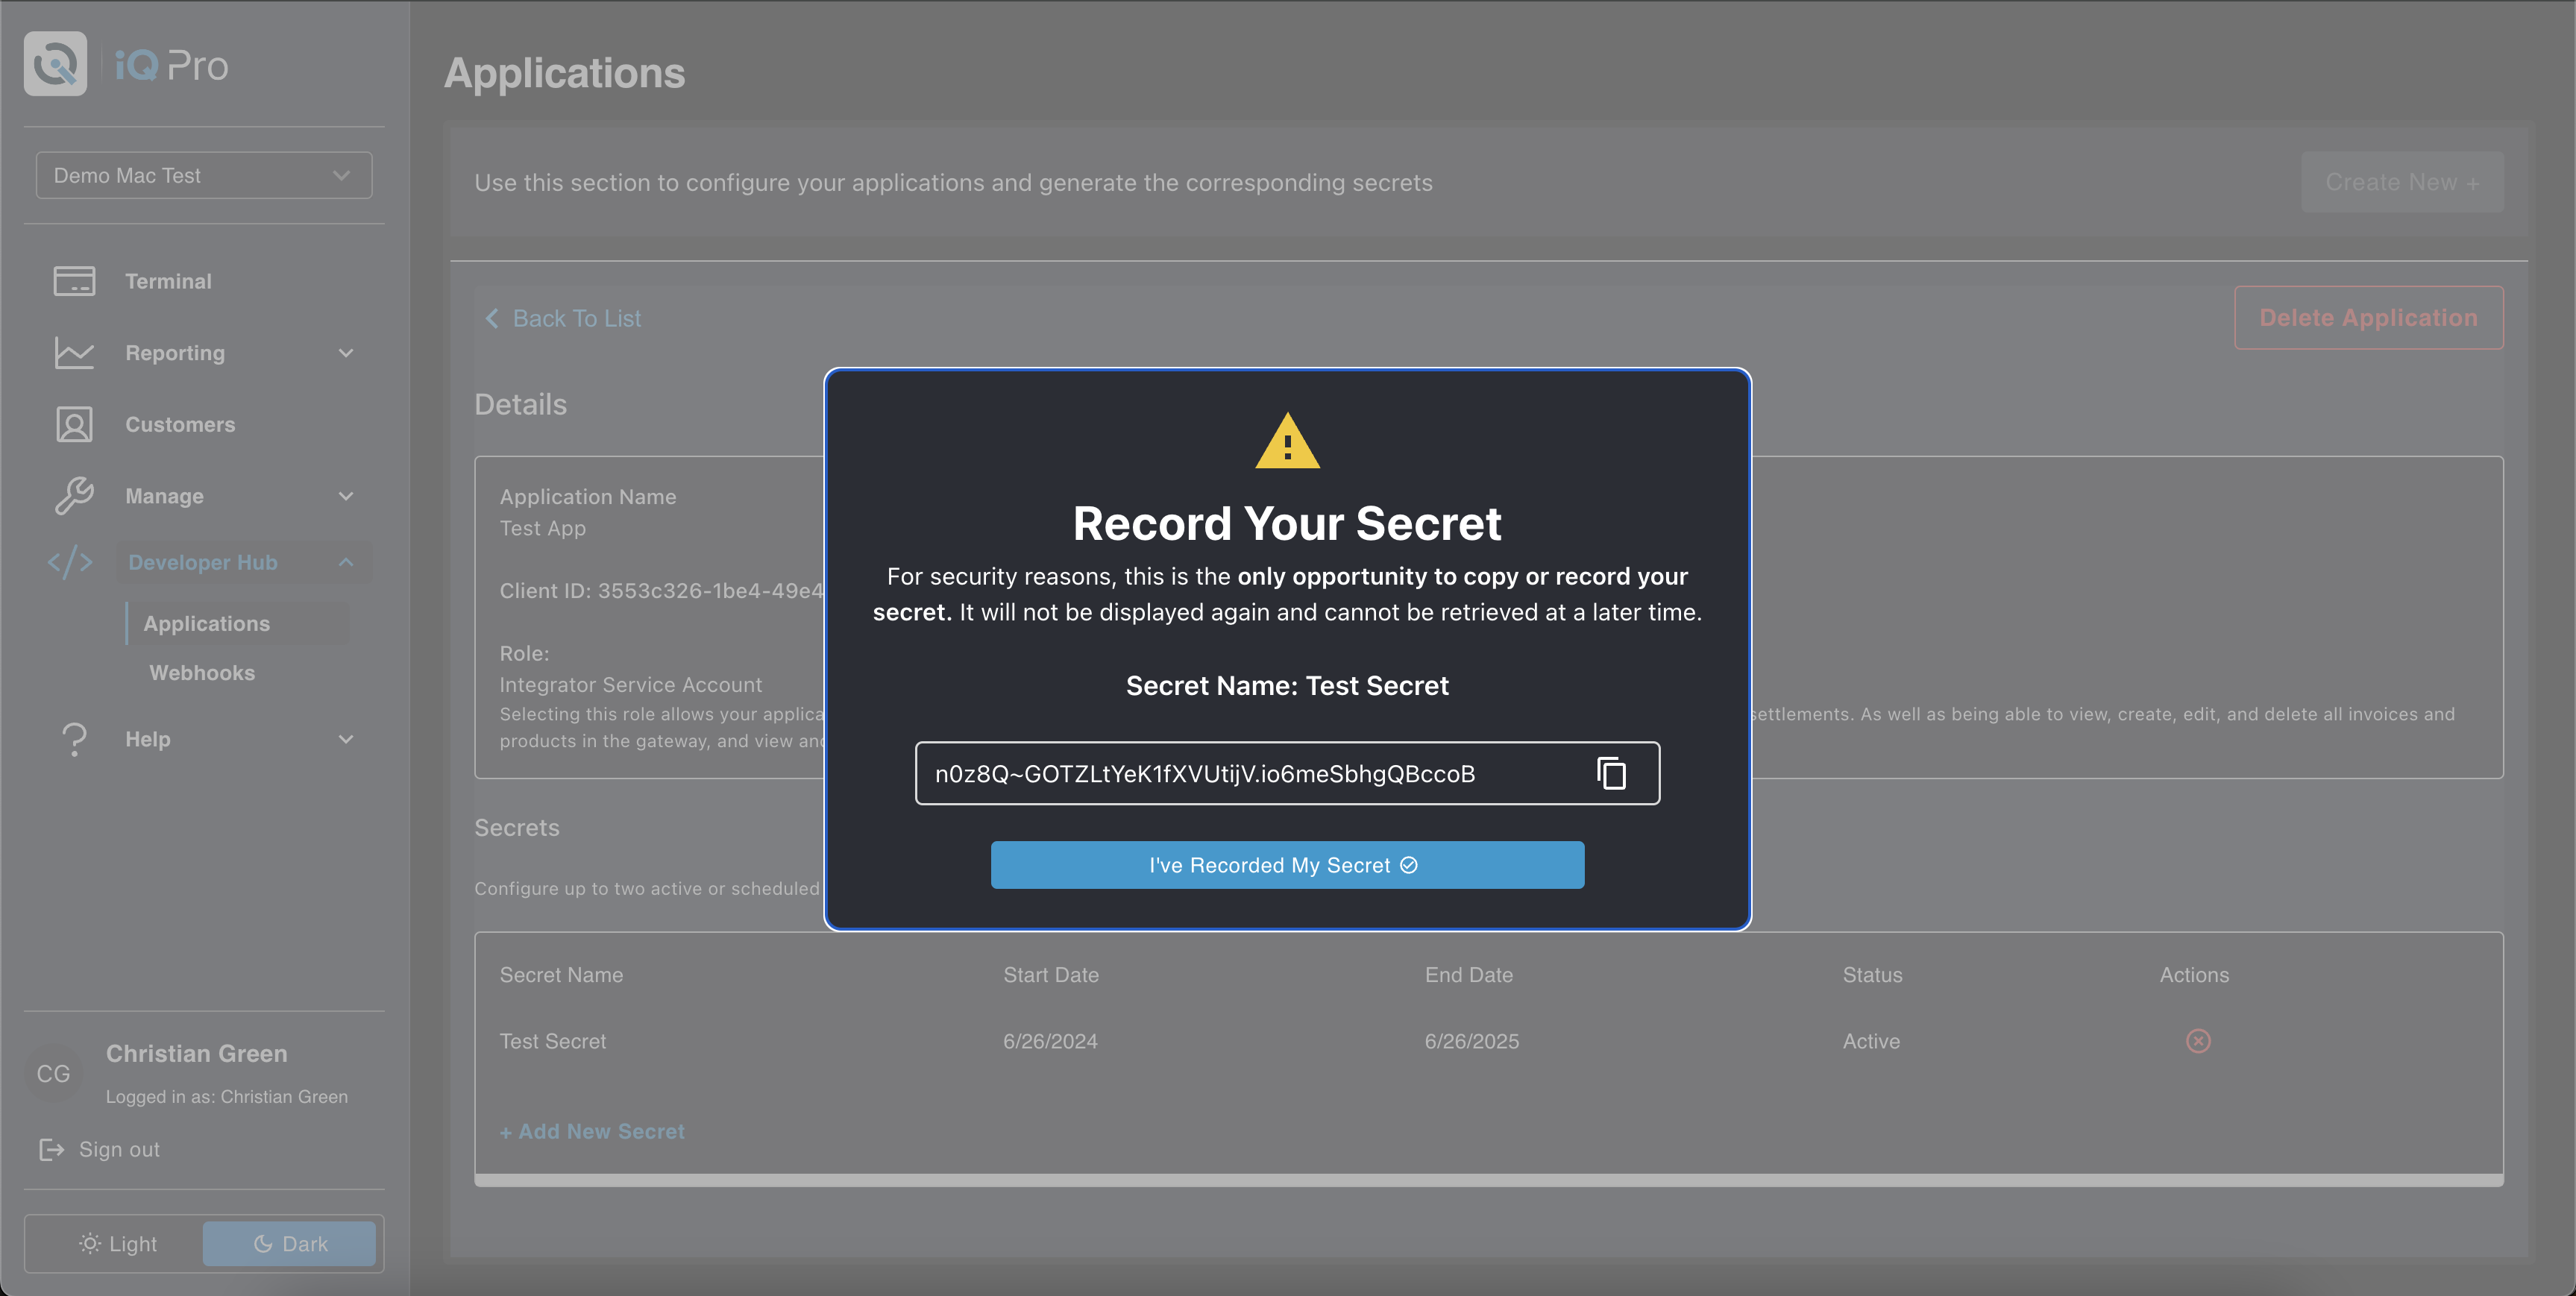 iQ Pro
Demo Mac Test
Terminal
Reporting
Customers
Manage
Developer Hub
Applications
Webhooks
Help
CG
Christian Green
Logged in as: Christian Green
Sign out
Light
Dark
Applications
Use this section to configure your applications and generate the corresponding secrets
Create New +
Back To List
Delete Application
Details
Application Name
Test App
Client ID: 3553c326-1be4-49e4
Role:
Integrator Service Account
Selecting this role allows your applica
settlements. As well as being able to view, create, edit, and delete all invoices and
products in the gateway, and view and
Secrets
Configure up to two active or scheduled
Secret Name Start Date End Date Status Actions
Test Secret 6/26/2024 6/26/2025 Active
+ Add New Secret
Record Your Secret
For security reasons, this is the only opportunity to copy or record your
secret. It will not be displayed again and cannot be retrieved at a later time.
Secret Name: Test Secret
n0z8Q~GOTZLtYeK1fXVUtijV.io6meSbhgQBccoB
I've Recorded My Secret